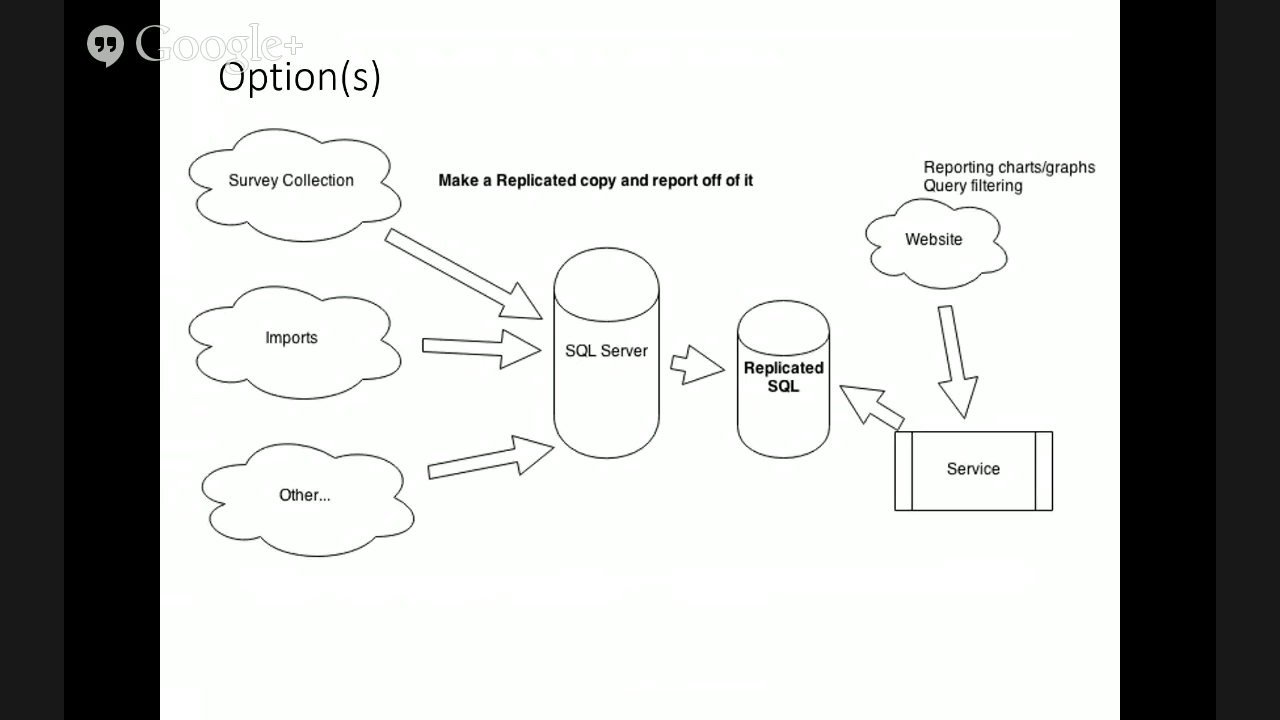 Google+
Option(s)
Survey Collection
Make a Replicated copy and report off of it
Reporting charts/graphs
Query filtering
Website
Imports
SQL Server
Replicated
SQL
Service
Other...